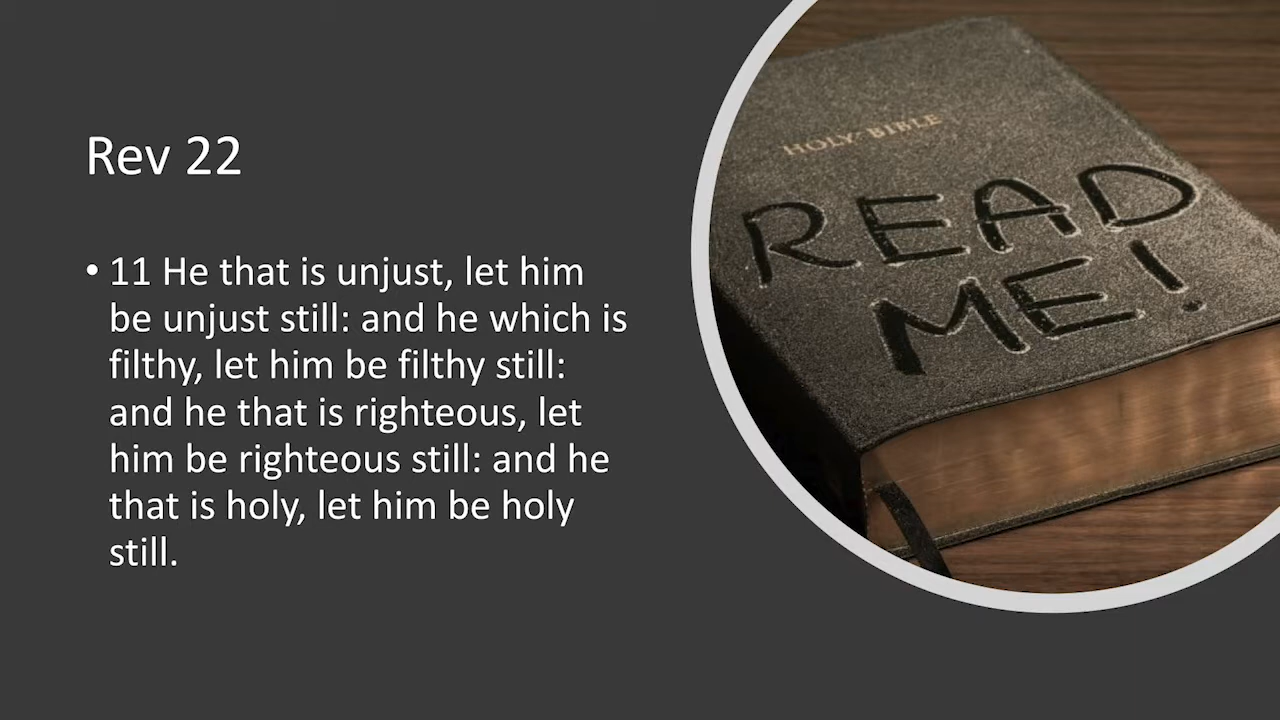 Rev 22
• 11 He that is unjust, let him
be unjust still: and he which is
filthy, let him be filthy still:
and he that is righteous, let
him be righteous still: and he
that is holy, let him be holy
still.
HOLY BIBLE
READ
ME!